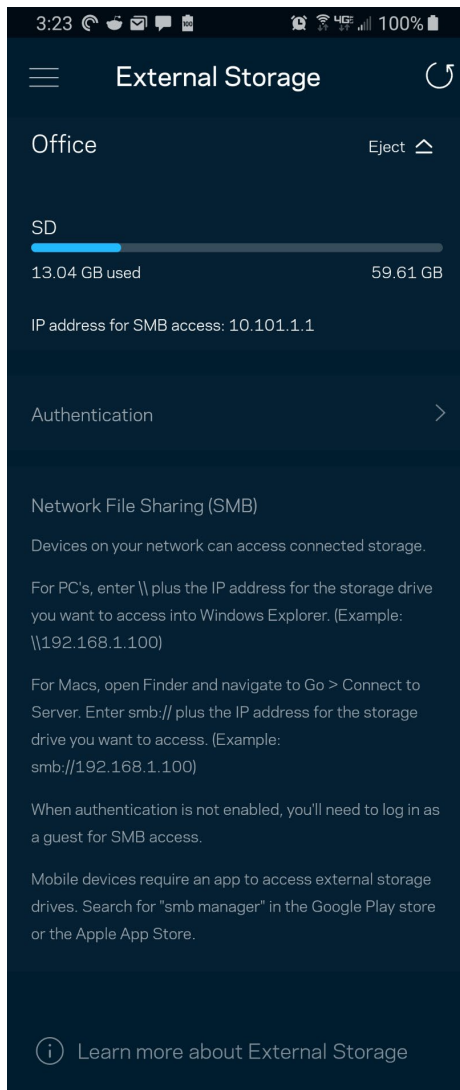 3:23 100%
External Storage
Office
Eject
SD
13.04 GB used 59.61 GB
IP address for SMB access: 10.101.1.1
Authentication
Network File Sharing (SMB)
Devices on your network can access connected storage.
For PC's, enter \\ plus the IP address for the storage drive
you want to access into Windows Explorer. (Example:
\\192.168.1.100)
For Macs, open Finder and navigate to Go > Connect to
Server. Enter smb:// plus the IP address for the storage
drive you want to access. (Example:
smb://192.168.1.100)
When authentication is not enabled, you'll need to log in as
a guest for SMB access.
Mobile devices require an app to access external storage
drives. Search for "smb manager" in the Google Play store
or the Apple App Store.
Learn more about External Storage